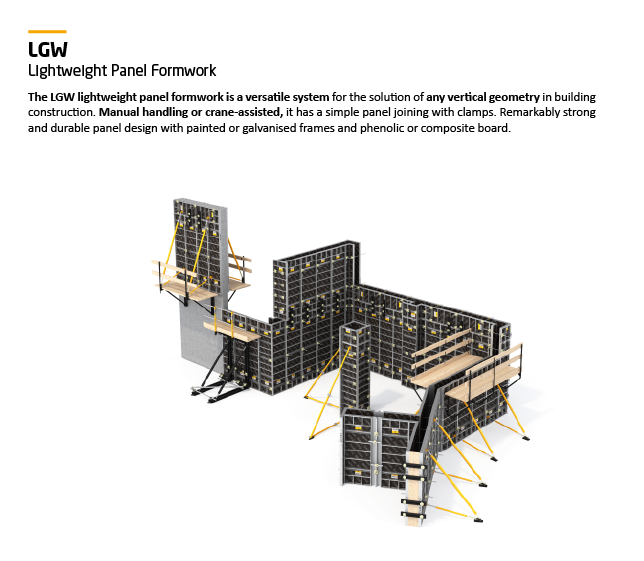 LGW
Lightweight Panel Formwork
The LGW lightweight panel formwork is a versatile system for the solution of any vertical geometry in building
construction. Manual handling or crane-assisted, it has a simple panel joining with clamps. Remarkably strong
and durable panel design with painted or galvanised frames and phenolic or composite board.